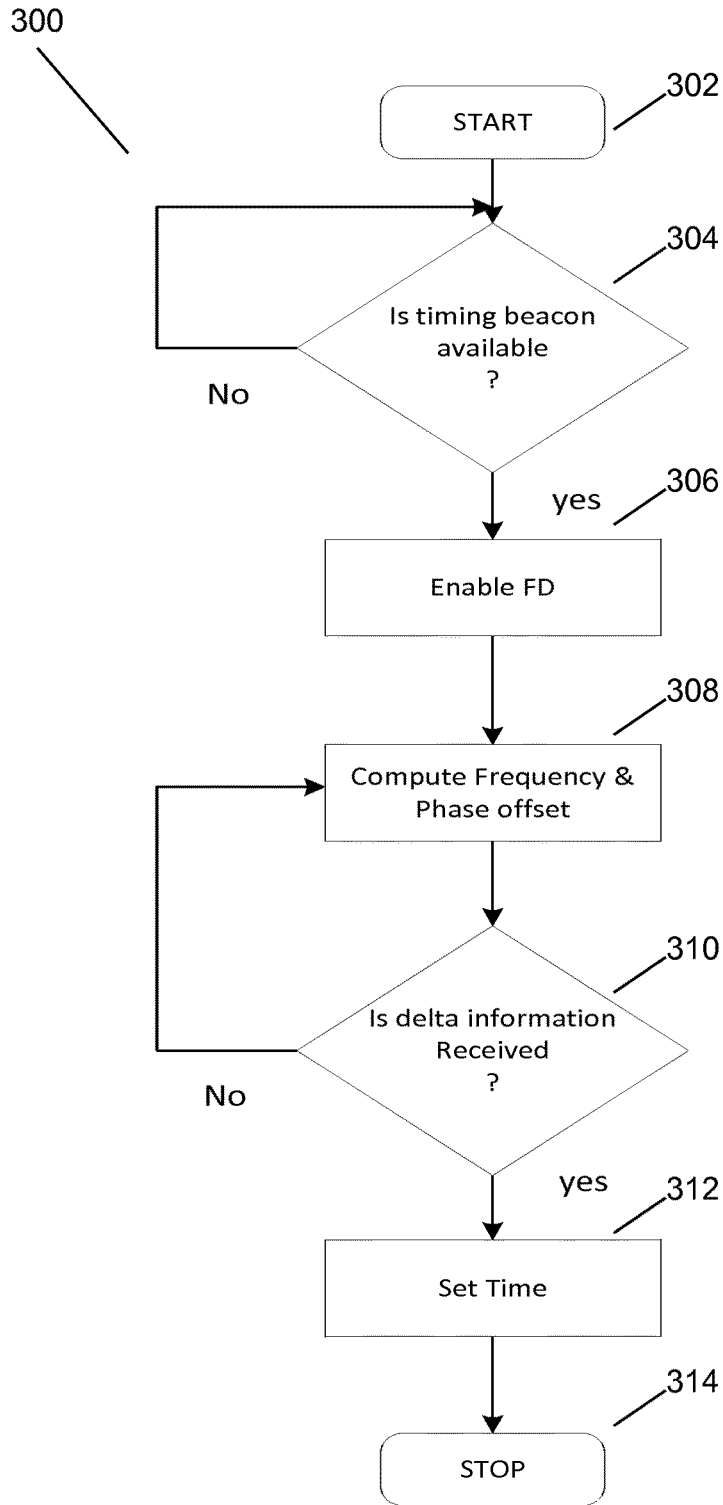 300
302
START
304
Is timing beacon
available
?
No
306
yes
Enable FD
308
Compute Frequency &
Phase offset
310
Is delta information
Received
?
No
yes
312
Set Time
314
STOP